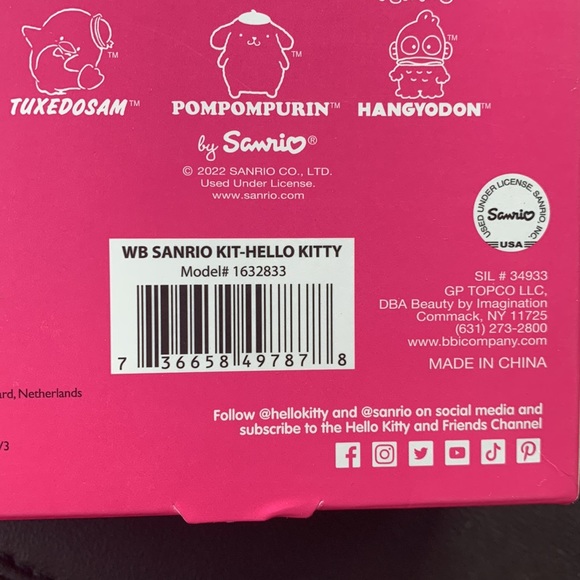 TUXEDOSAM™
POMPOMPURIN™
HANGYODON™
by Sanrio®
© 2022 SANRIO CO., LTD.
Used Under License.
www.sanrio.com
USED UNDER LICENSE. SANRIO, INC.
Sanrio
USA
WB SANRIO KIT-HELLO KITTY
Model# 1632833
7 36658 49787 8
SIL # 34933
GP TOPCO LLC,
DBA Beauty by Imagination
Commack, NY 11725
(631) 273-2800
www.bbicompany.com
MADE IN CHINA
ard, Netherlands
/3
Follow @hellokitty and @sanrio on social media and
subscribe to the Hello Kitty and Friends Channel